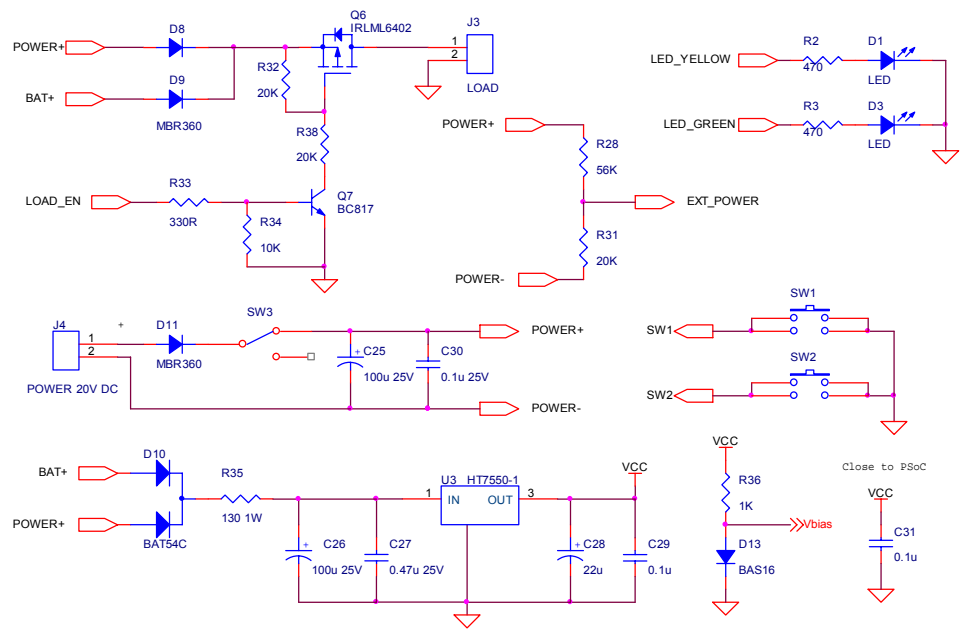 Q6
IRLML6402
D8
POWER+
R32
20K
J3
1
2
LOAD
D9
BAT+
MBR360
R38
20K
R33
LOAD_EN
330R
R34
10K
Q7
BC817
POWER+
R28
56K
EXT_POWER
R31
20K
POWER-
R2
LED_YELLOW
470
D1
LED
R3
LED_GREEN
470
D3
LED
J4
1
2
+
POWER 20V DC
D11
MBR360
SW3
+
C25
100u 25V
C30
0.1u 25V
POWER+
POWER-
SW1
SW1
SW2
SW2
D10
BAT+
POWER+
BAT54C
R35
130 1W
+
C26
100u 25V
C27
0.47u 25V
U3 HT7550-1
1
IN
OUT
3
VCC
+
C28
22u
C29
0.1u
VCC
R36
1K
Vbias
D13
BAS16
Close to PSoC
VCC
C31
0.1u